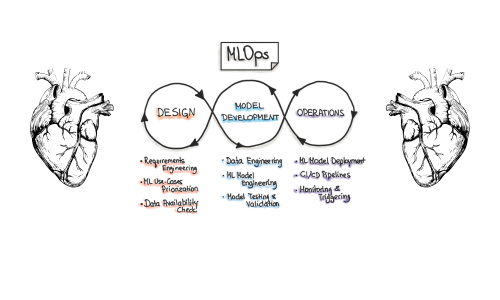 MLOps
DESIGN
MODEL
DEVELOPMENT
OPERATIONS
• Requirements
Engineering
• ML Use-Cases
Priorization
• Data Availability
Check
• Data Engineering
• ML Model
Engineering
• Model Testing &
Validation
• ML Model Deployment
• CI/CD Pipelines
• Monitoring &
Triggering